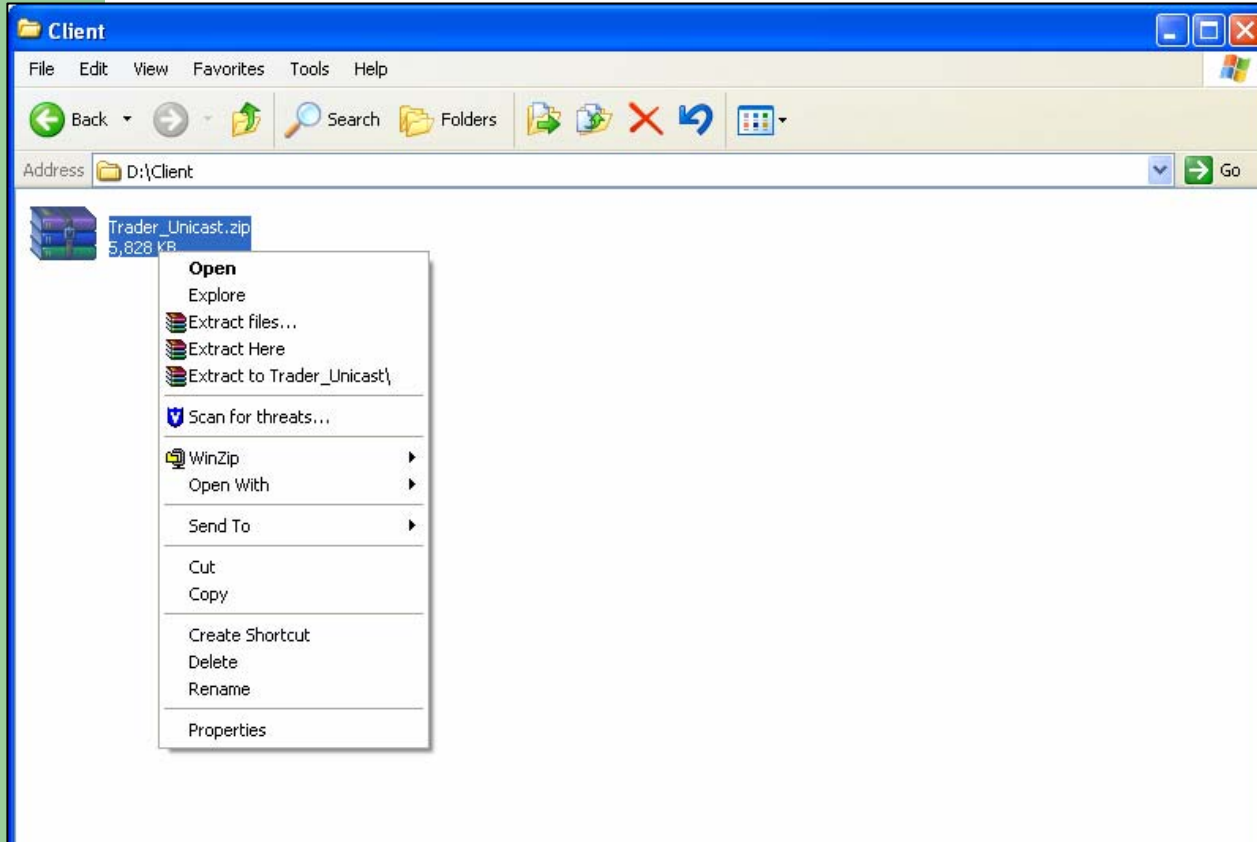 Client
File Edit View Favorites Tools Help
Back Search Folders
Address D:\Client Go
Trader_Unicast.zip
5,828 KB
Open
Explore
Extract files...
Extract Here
Extract to Trader_Unicast\
Scan for threats...
WinZip
Open With
Send To
Cut
Copy
Create Shortcut
Delete
Rename
Properties